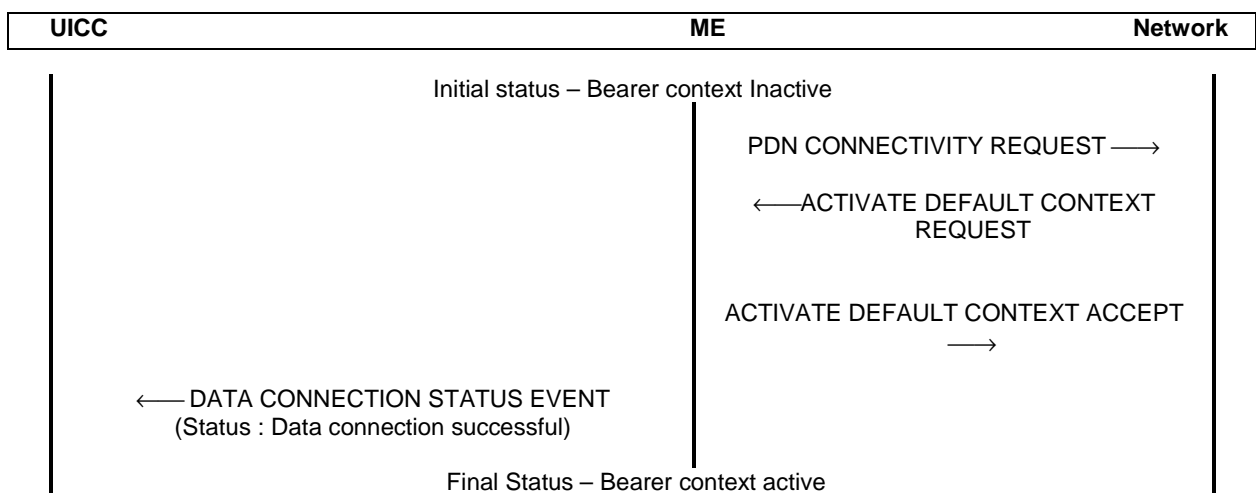 UICC ME Network
Initial status – Bearer context Inactive
PDN CONNECTIVITY REQUEST →
←ACTIVATE DEFAULT CONTEXT
REQUEST
ACTIVATE DEFAULT CONTEXT ACCEPT
→
← DATA CONNECTION STATUS EVENT
(Status : Data connection successful)
Final Status – Bearer context active